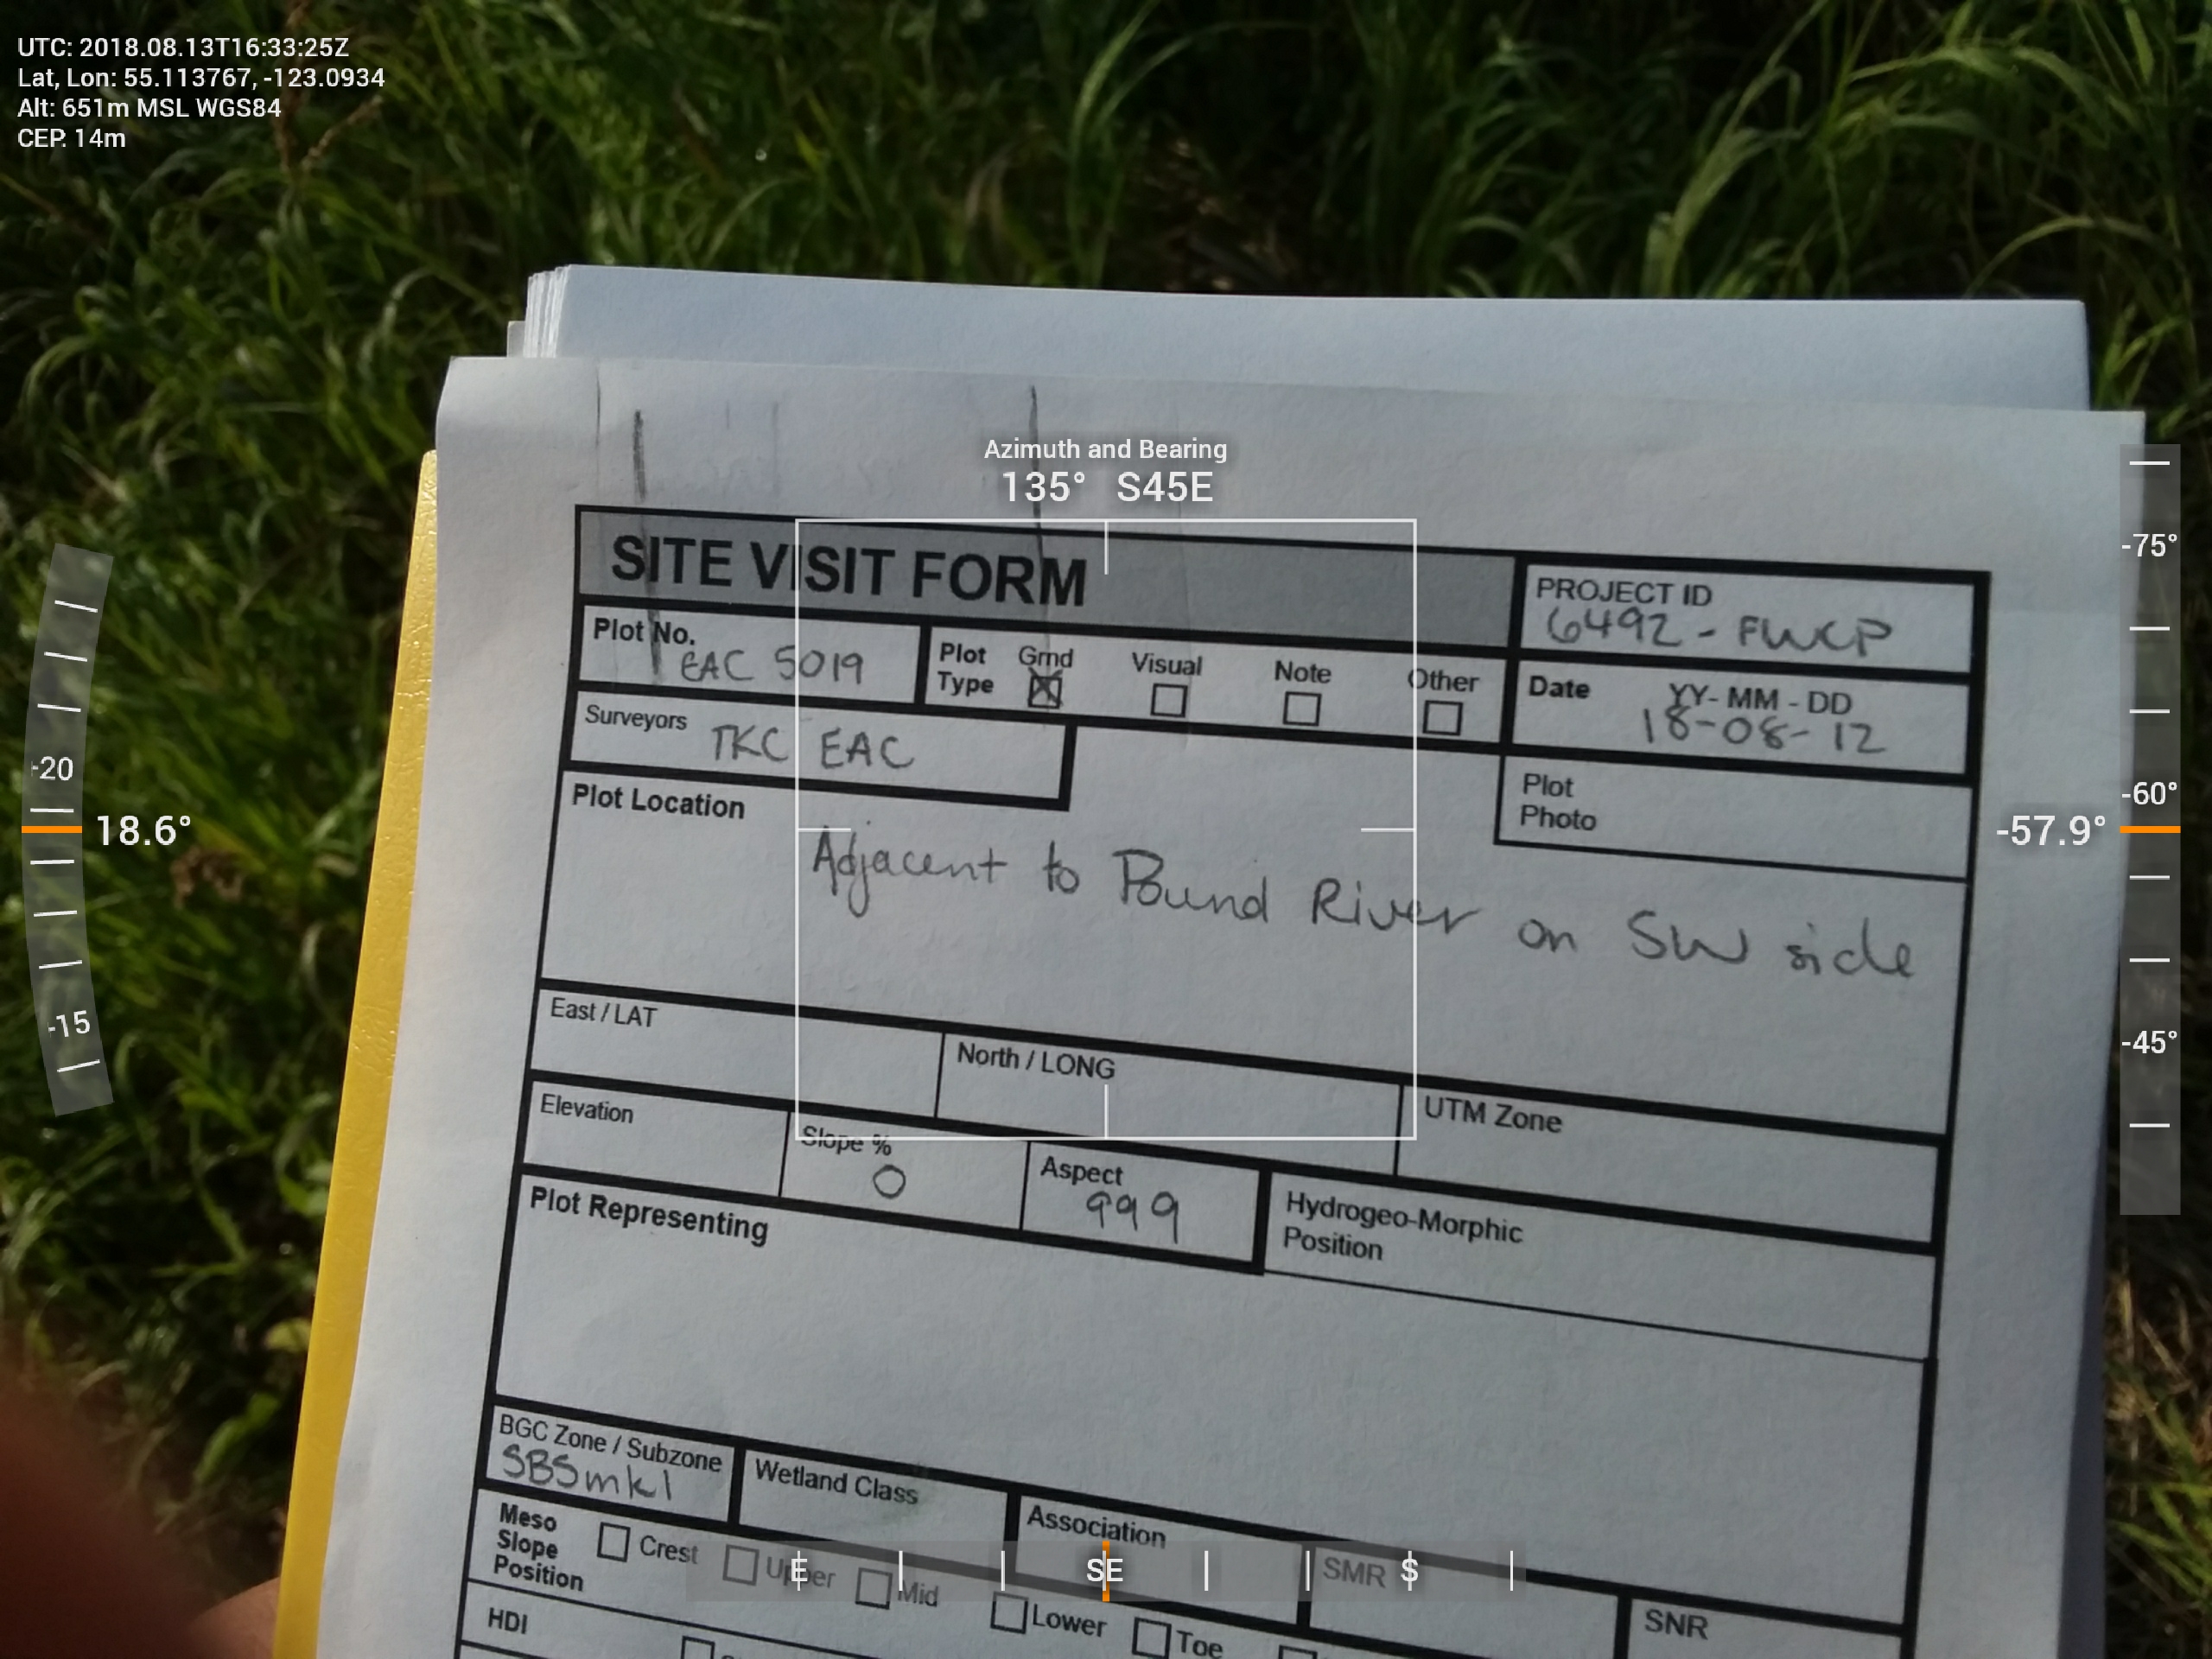 UTC: 2018.08.13T16:33:25Z
Lat, Lon: 55.113767, -123.0934
Alt: 651m MSL WGS84
CEP: 14m
Azimuth and Bearing
135° S45E
SITE VISIT FORM
PROJECT ID
6492 - FWCP
Plot No.
EAC 5019
Plot Type Grnd Visual Note Other
Date YY- MM - DD
18-08-12
Surveyors TKC EAC
Plot Photo
Plot Location
Adjacent to Pound River on SW side
East / LAT
North / LONG
UTM Zone
Elevation
Slope %
0
Aspect
999
Hydrogeo-Morphic
Position
Plot Representing
BGC Zone / Subzone
SBSmk1
Wetland Class
Association
SMR
SNR
Meso
Slope
Position
Crest Upper Mid Lower Toe
HDI
-20
18.6°
-15
-75°
-60°
-57.9°
-45°
E SE S